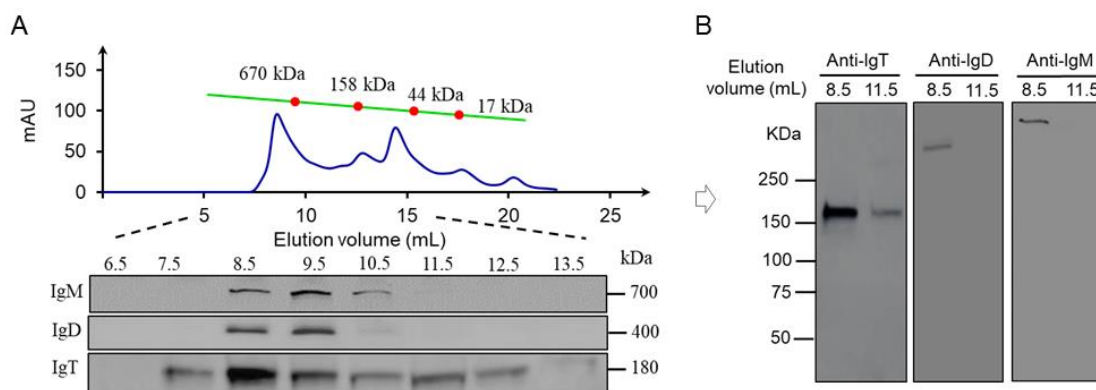 A
150
100
50
0
mAU
670 kDa
158 kDa
44 kDa
17 kDa
5 10 15 20 25
Elution volume (mL)
6.5 7.5 8.5 9.5 10.5 11.5 12.5 13.5 kDa
IgM 700
IgD 400
IgT 180
B
Anti-IgT Anti-IgD Anti-IgM
Elution
volume (mL) 8.5 11.5 8.5 11.5 8.5 11.5
KDa
250
150
100
75
50